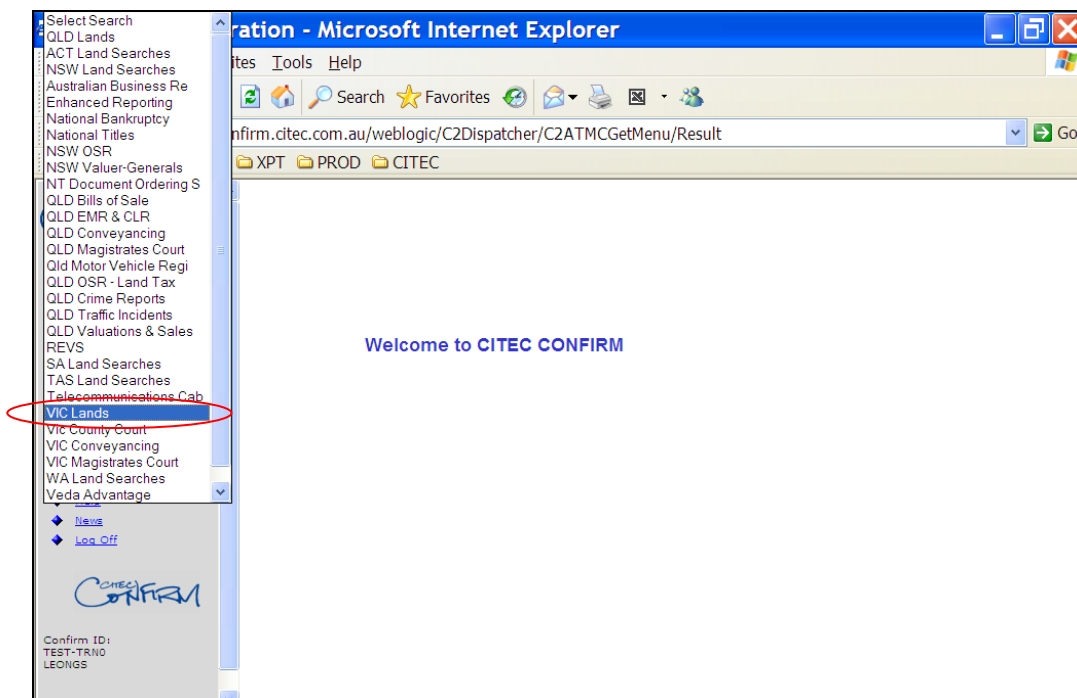 ration - Microsoft Internet Explorer
ites Tools Help
Search Favorites
nfirm.citec.com.au/weblogic/C2Dispatcher/C2ATMCGetMenu/Result Go
XPT PROD CITEC
Select Search
QLD Lands
ACT Land Searches
NSW Land Searches
Australian Business Re
Enhanced Reporting
National Bankruptcy
National Titles
NSW OSR
NSW Valuer-Generals
NT Document Ordering S
QLD Bills of Sale
QLD EMR & CLR
QLD Conveyancing
QLD Magistrates Court
Qld Motor Vehicle Regi
QLD OSR - Land Tax
QLD Crime Reports
QLD Traffic Incidents
QLD Valuations & Sales
REVS
SA Land Searches
TAS Land Searches
Telecommunications Cab
VIC Lands
Vic County Court
VIC Conveyancing
VIC Magistrates Court
WA Land Searches
Veda Advantage
Welcome to CITEC CONFIRM
News
Log Off
CITEC
CONFIRM
Confirm ID:
TEST-TRN0
LEONGS